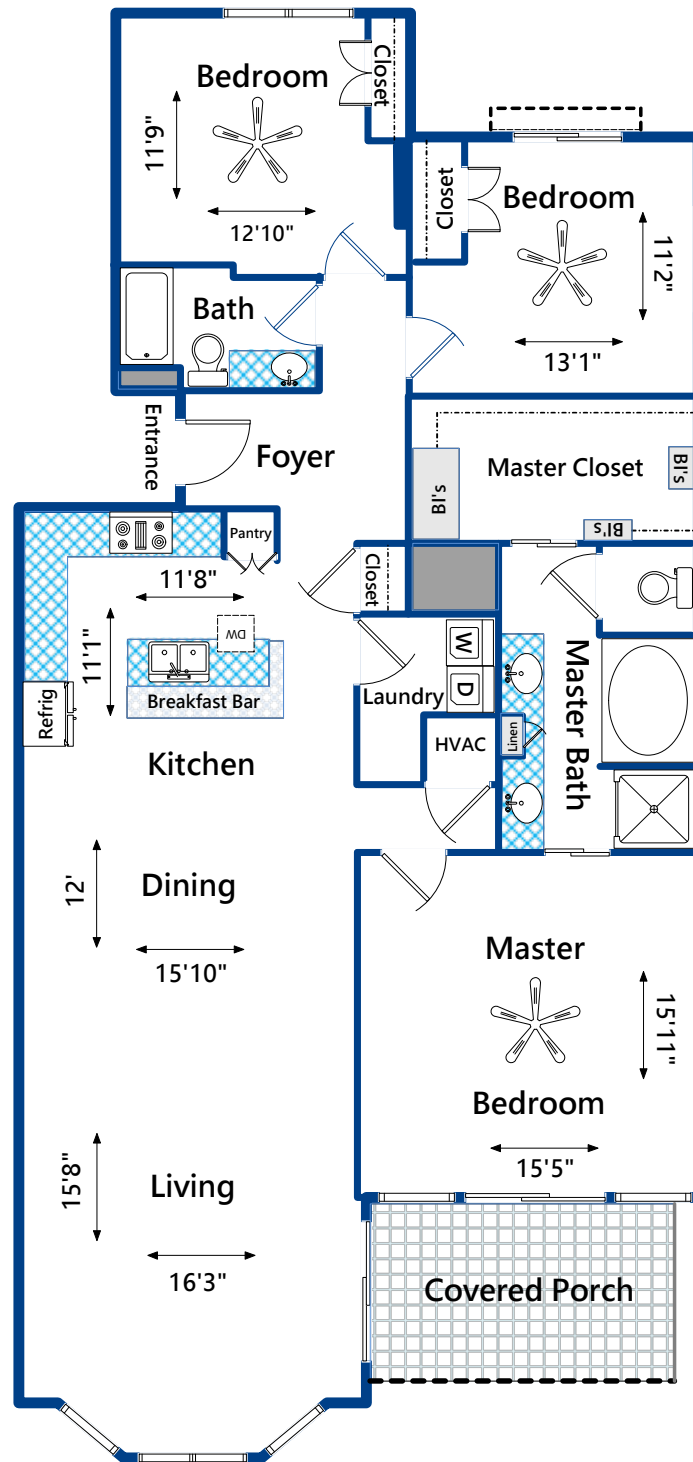 Bedroom
Closet
11'9"
12'10"
Closet
Bedroom
11'2"
13'1"
Bath
Entrance
Foyer
Master Closet
BI's
BI's
BI's
Pantry
11'8"
Closet
11'1"
DW
Breakfast Bar
Refrig
Kitchen
W
D
Laundry
HVAC
Linen
Master Bath
12'
Dining
15'10"
Master
Bedroom
15'11"
15'5"
15'8"
Living
16'3"
Covered Porch